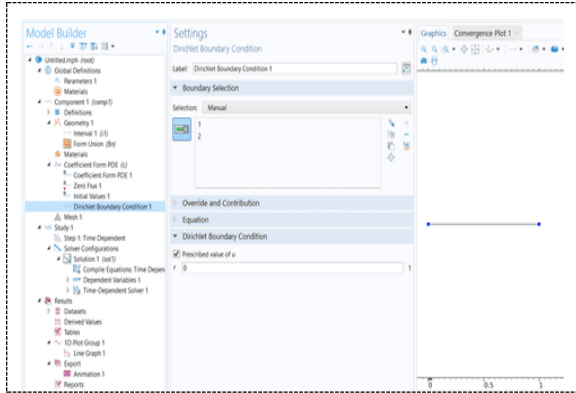 Model Builder
Untitled.mph (root)
Global Definitions
Parameters 1
Materials
Component 1 (comp1)
Definitions
Geometry 1
Interval 1 (i1)
Form Union (fin)
Materials
Coefficient Form PDE (c)
Coefficient Form PDE 1
Zero Flux 1
Initial Values 1
Dirichlet Boundary Condition 1
Mesh 1
Study 1
Step 1: Time Dependent
Solver Configurations
Solution 1 (sol1)
Compile Equations: Time Depen
Dependent Variables 1
Time-Dependent Solver 1
Results
Datasets
Derived Values
Tables
1D Plot Group 1
Line Graph 1
Export
Animation 1
Reports
Settings
Dirichlet Boundary Condition
Label: Dirichlet Boundary Condition 1
Boundary Selection
Selection: Manual
1
2
Override and Contribution
Equation
Dirichlet Boundary Condition
Prescribed value of u
r 0 1
Graphics Convergence Plot 1
0 0.5 1